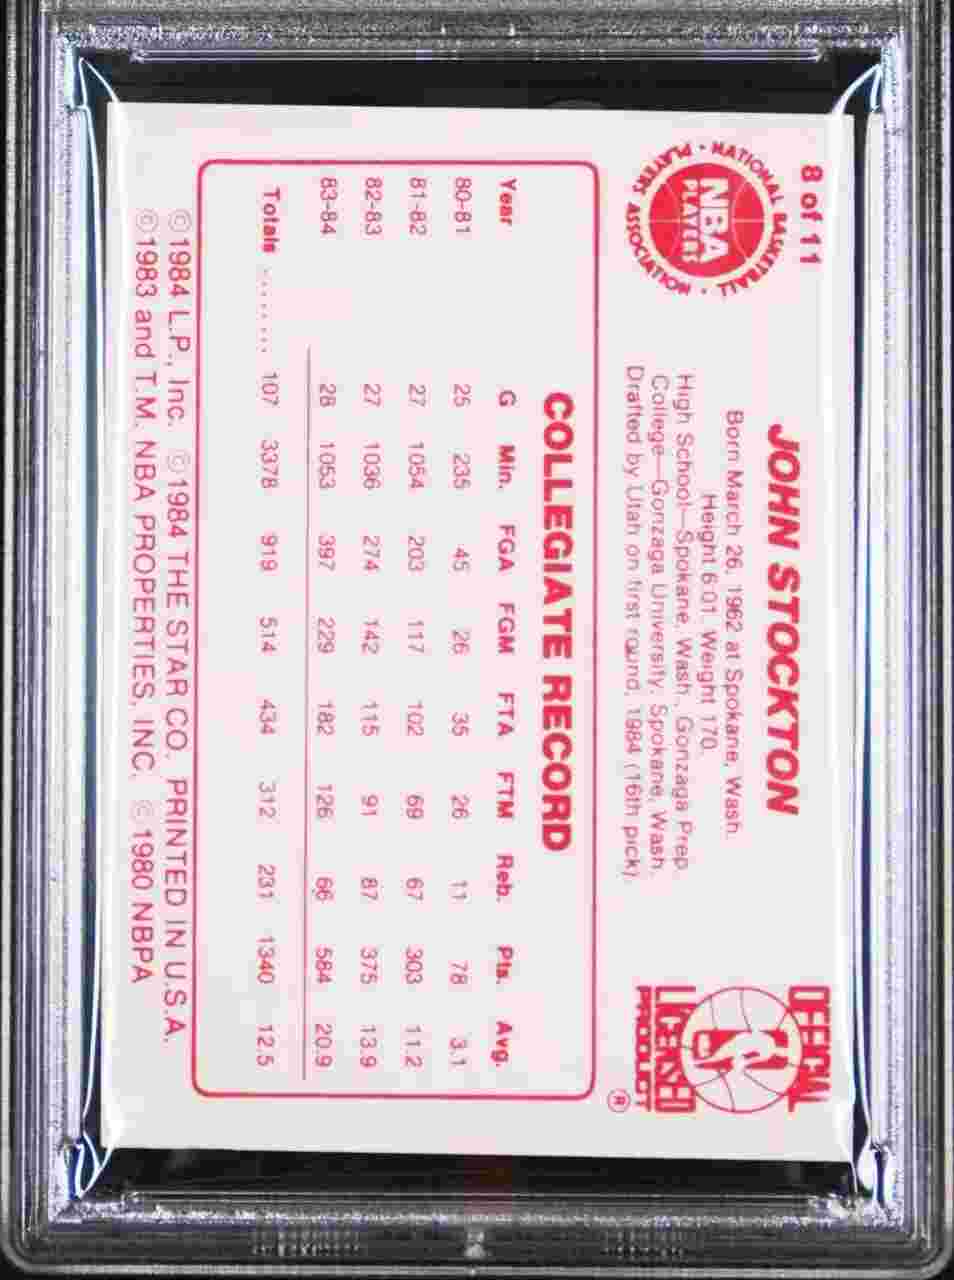 8 of 11
NATIONAL BASKETBALL PLAYERS ASSOCIATION
NBA
PLAYERS
JOHN STOCKTON
Born March 26, 1962 at Spokane, Wash.
Height 6:01. Weight 170.
High School—Spokane, Wash., Gonzaga Prep
College—Gonzaga University, Spokane, Wash.
Drafted by Utah on first round, 1984 (16th pick).
OFFICIAL
LICENSED
PRODUCT
®
COLLEGIATE RECORD
Year G Min. FGA FGM FTA FTM Reb. Pts. Avg.
80-81 25 235 45 26 35 26 11 78 3.1
81-82 27 1054 203 117 102 69 67 303 11.2
82-83 27 1036 274 142 115 91 87 375 13.9
83-84 28 1053 397 229 182 126 66 584 20.9
Totals ....... 107 3378 919 514 434 312 231 1340 12.5
©1984 L.P., Inc. ©1984 THE STAR CO. PRINTED IN U.S.A.
©1983 and T.M. NBA PROPERTIES, INC. ©1980 NBPA